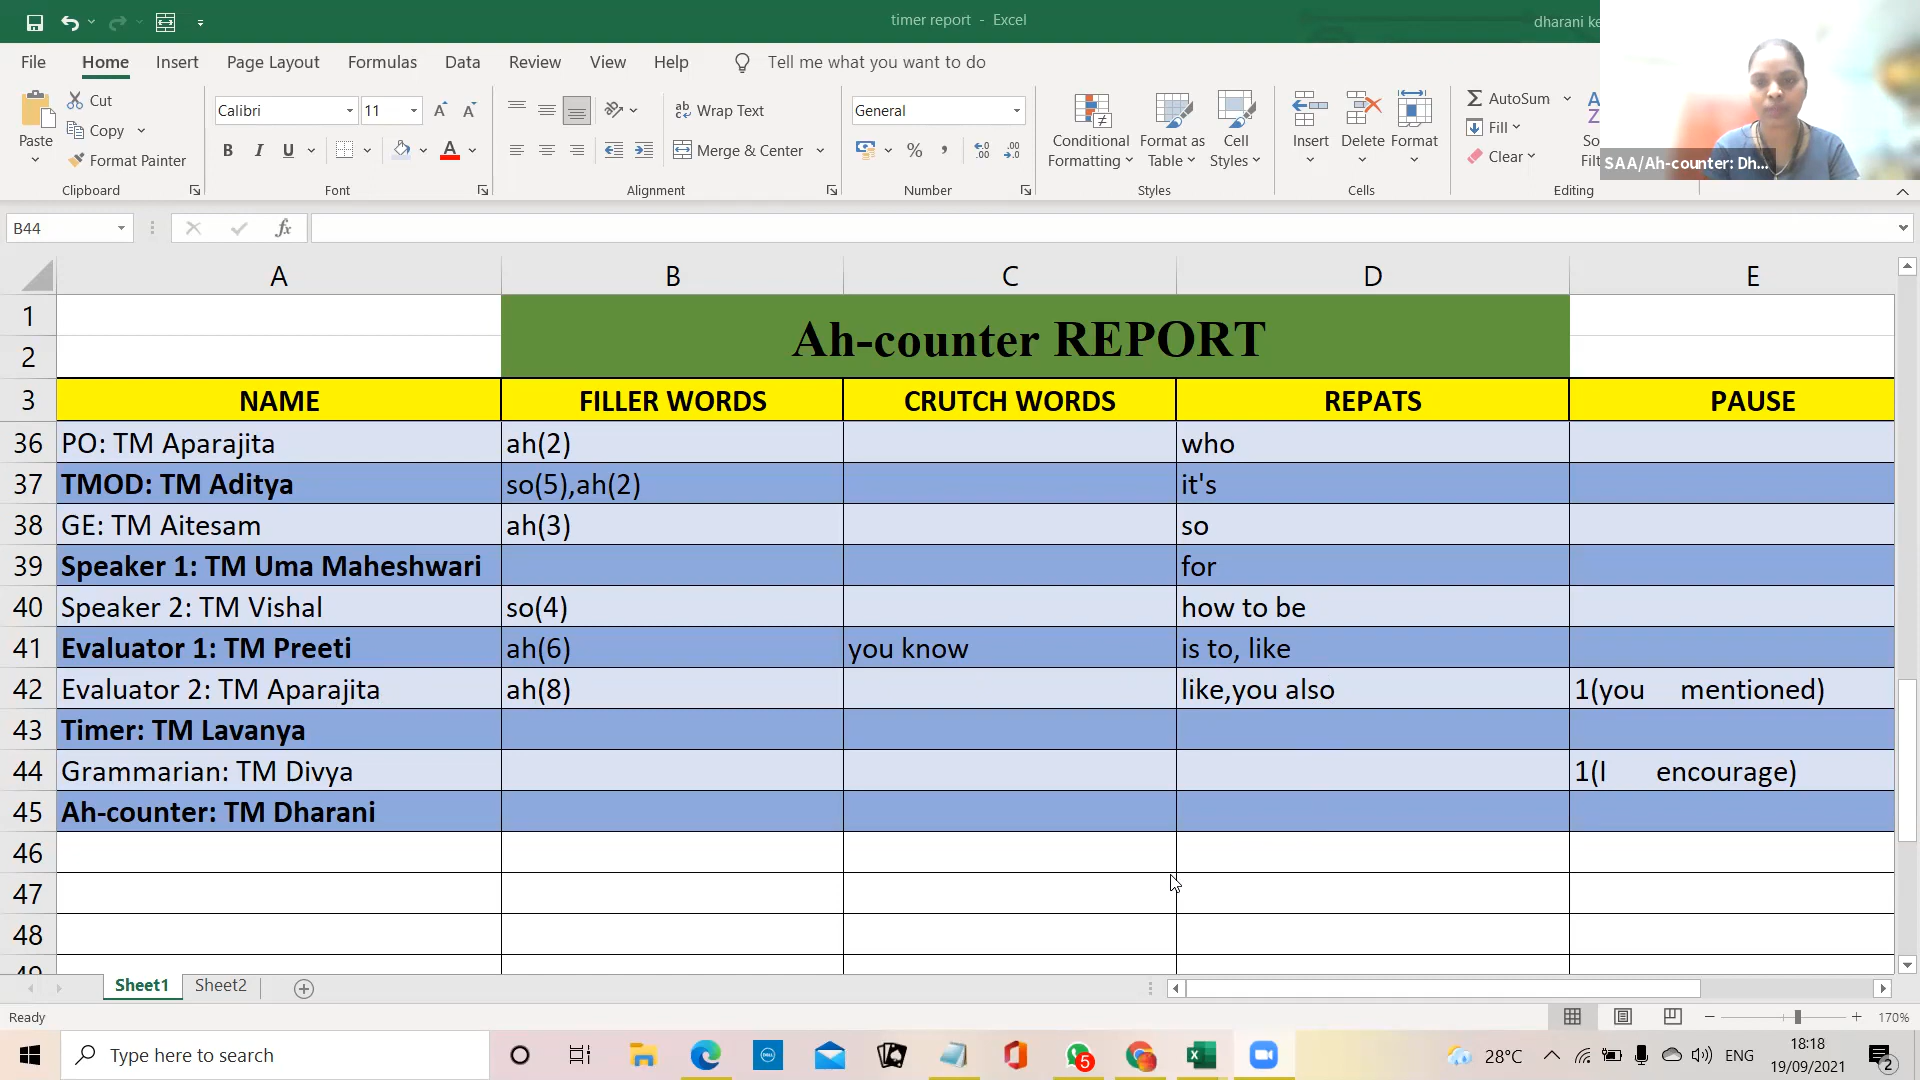 timer report - Excel
dharani ke
File Home Insert Page Layout Formulas Data Review View Help Tell me what you want to do
Paste
Cut
Copy
Format Painter
Clipboard
Calibri 11
B I U
Font
Wrap Text
Merge & Center
Alignment
General
%
Number
Conditional Formatting
Format as Table
Cell Styles
Styles
Insert Delete Format
Cells
AutoSum
Fill
Clear
So
Filt
Editing
SAA/Ah-counter: Dh...
B44
fx
A B C D E
1
Ah-counter REPORT
2
3 NAME FILLER WORDS CRUTCH WORDS REPATS PAUSE
36 PO: TM Aparajita ah(2) who
37 TMOD: TM Aditya so(5),ah(2) it's
38 GE: TM Aitesam ah(3) so
39 Speaker 1: TM Uma Maheshwari for
40 Speaker 2: TM Vishal so(4) how to be
41 Evaluator 1: TM Preeti ah(6) you know is to, like
42 Evaluator 2: TM Aparajita ah(8) like,you also 1(you mentioned)
43 Timer: TM Lavanya
44 Grammarian: TM Divya 1(I encourage)
45 Ah-counter: TM Dharani
46
47
48
49
Sheet1 Sheet2
Ready
170%
Type here to search
DELL
5
28°C
ENG
18:18
19/09/2021
2